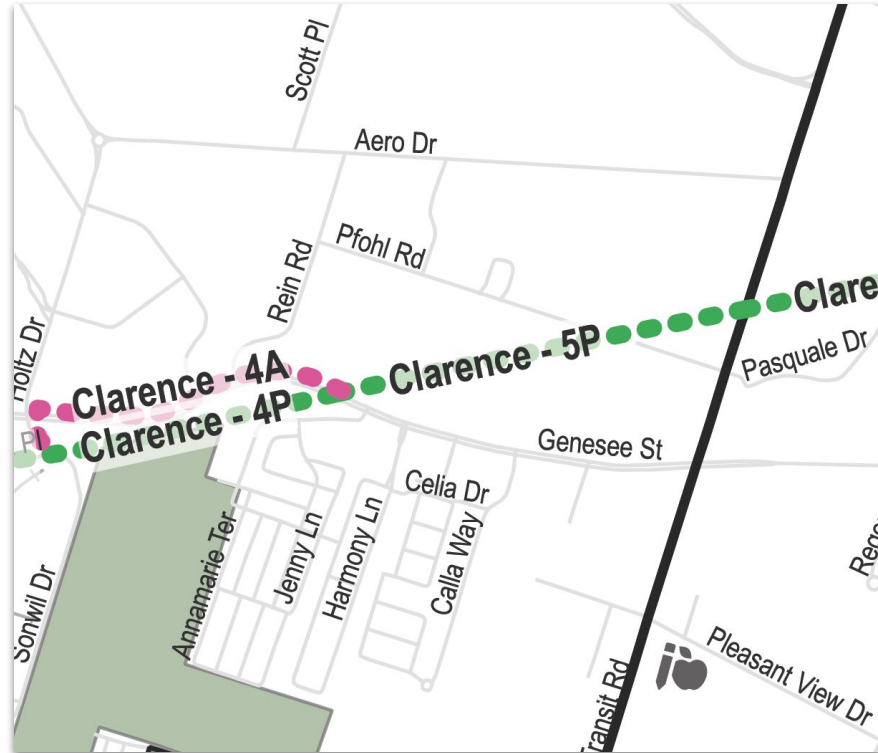 Scott Pl
Aero Dr
Pfohl Rd
Rein Rd
Clare
Holtz Dr
Clarence - 5P
Pasquale Dr
Clarence - 4A
Clarence - 4P
Pl
Genesee St
Celia Dr
Annamarie Ter
Jenny Ln
Harmony Ln
Calla Way
Sonwil Dr
Pleasant View Dr
Transit Rd